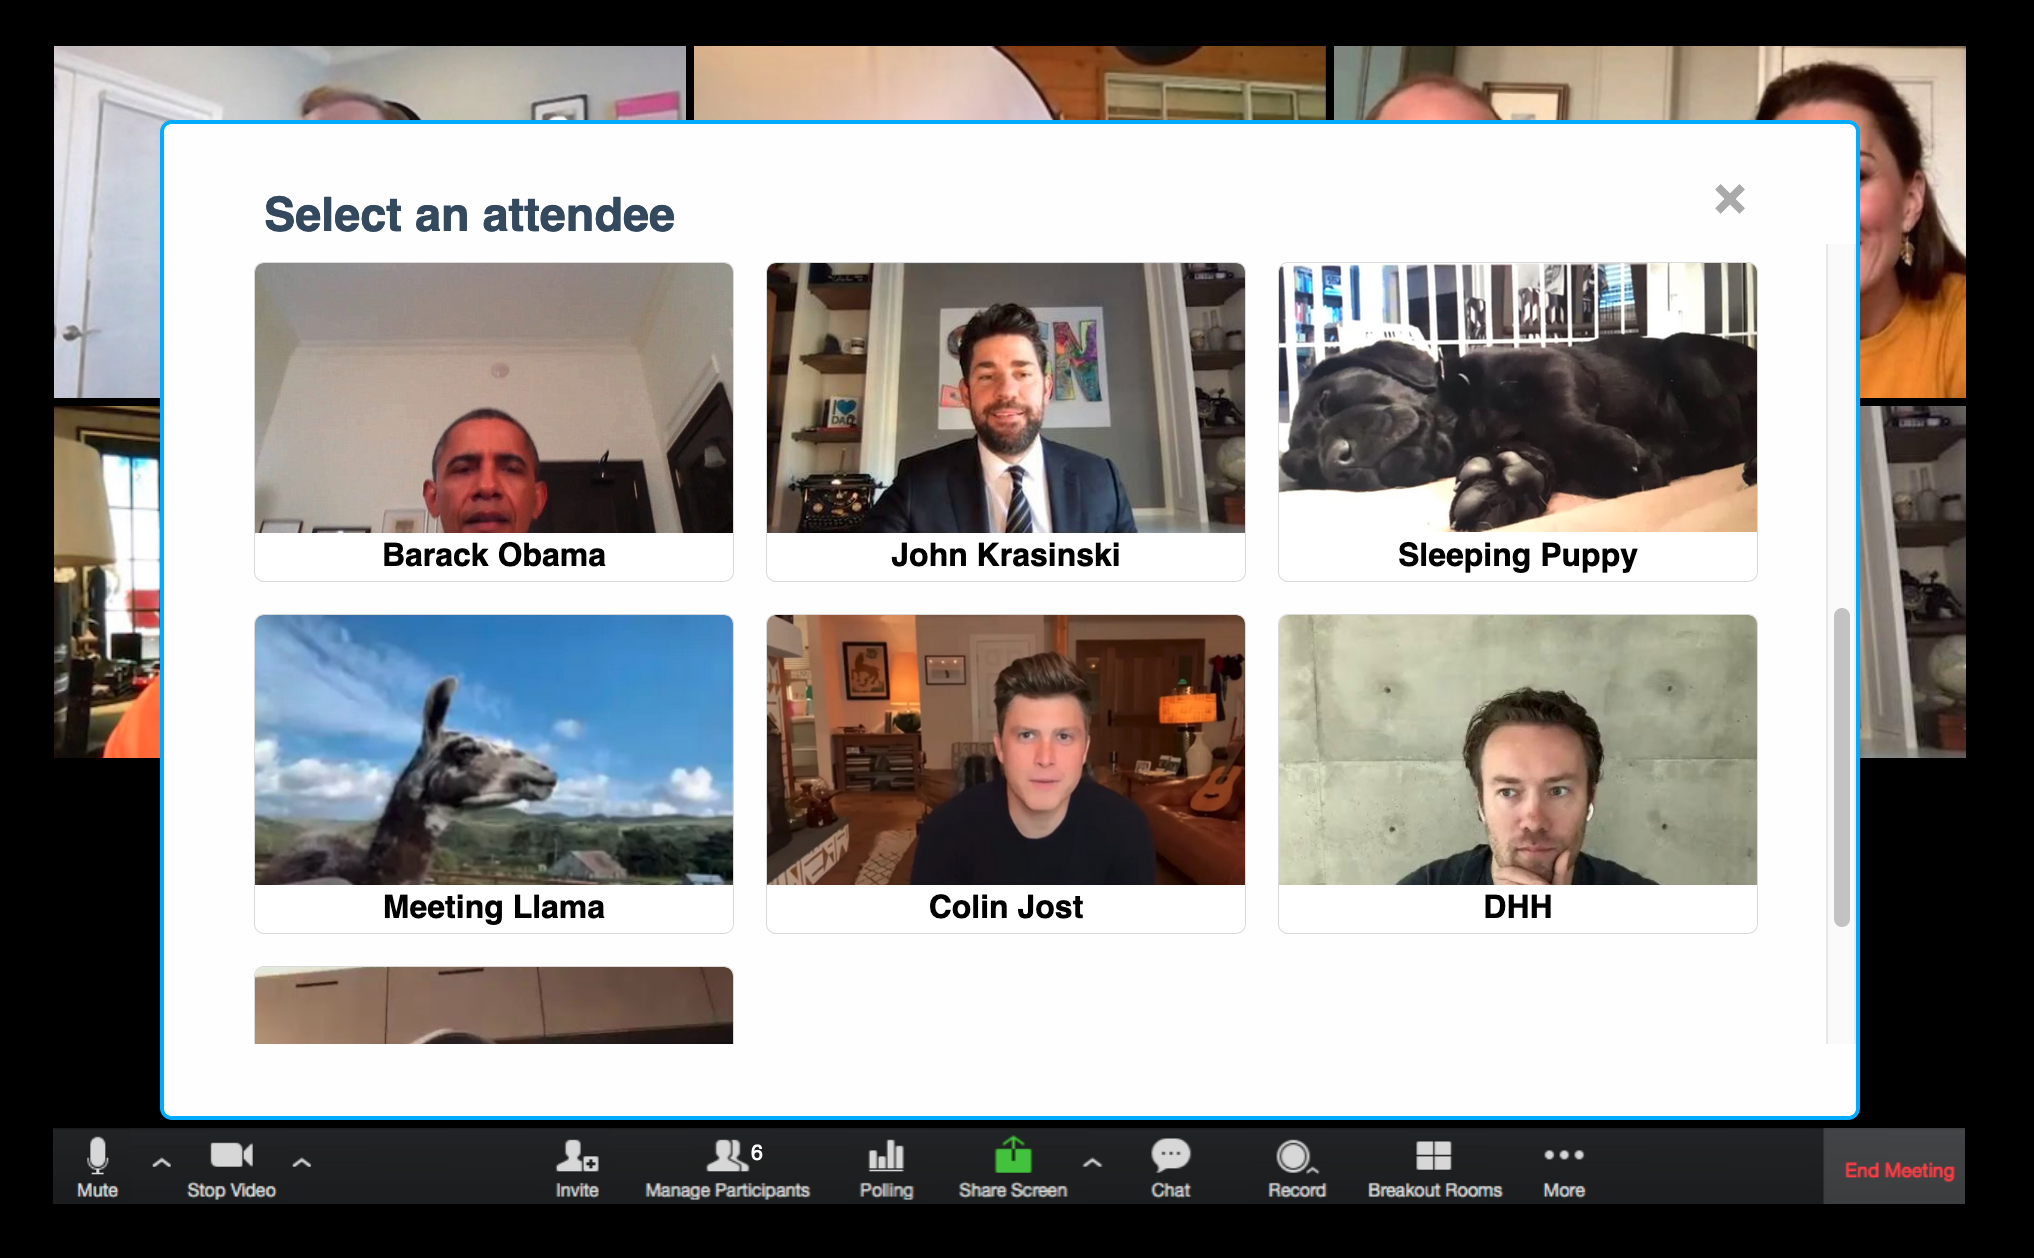 Select an attendee
I
DAD
Barack Obama
John Krasinski
Sleeping Puppy
Meeting Llama
Colin Jost
DHH
6
Mute
Stop Video
Invite
Manage Participants
Polling
Share Screen
Chat
Record
Breakout Rooms
More
End Meeting